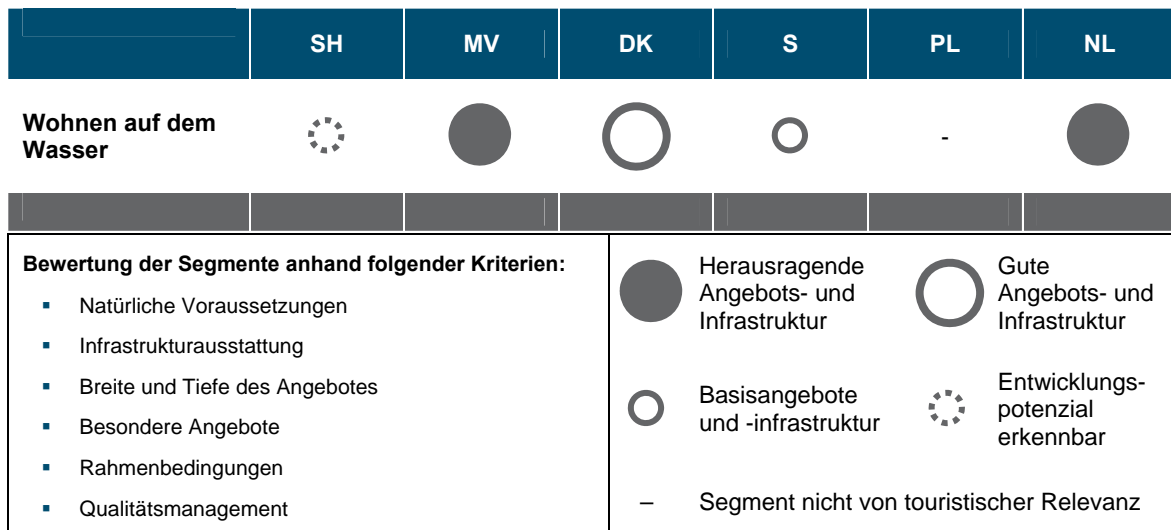 SH MV DK S PL NL
Wohnen auf dem
Wasser
-
Bewertung der Segmente anhand folgender Kriterien:
▪ Natürliche Voraussetzungen
▪ Infrastrukturausstattung
▪ Breite und Tiefe des Angebotes
▪ Besondere Angebote
▪ Rahmenbedingungen
▪ Qualitätsmanagement
Herausragende
Angebots- und
Infrastruktur
Gute
Angebots- und
Infrastruktur
Basisangebote
und -infrastruktur
Entwicklungs-
potenzial
erkennbar
– Segment nicht von touristischer Relevanz